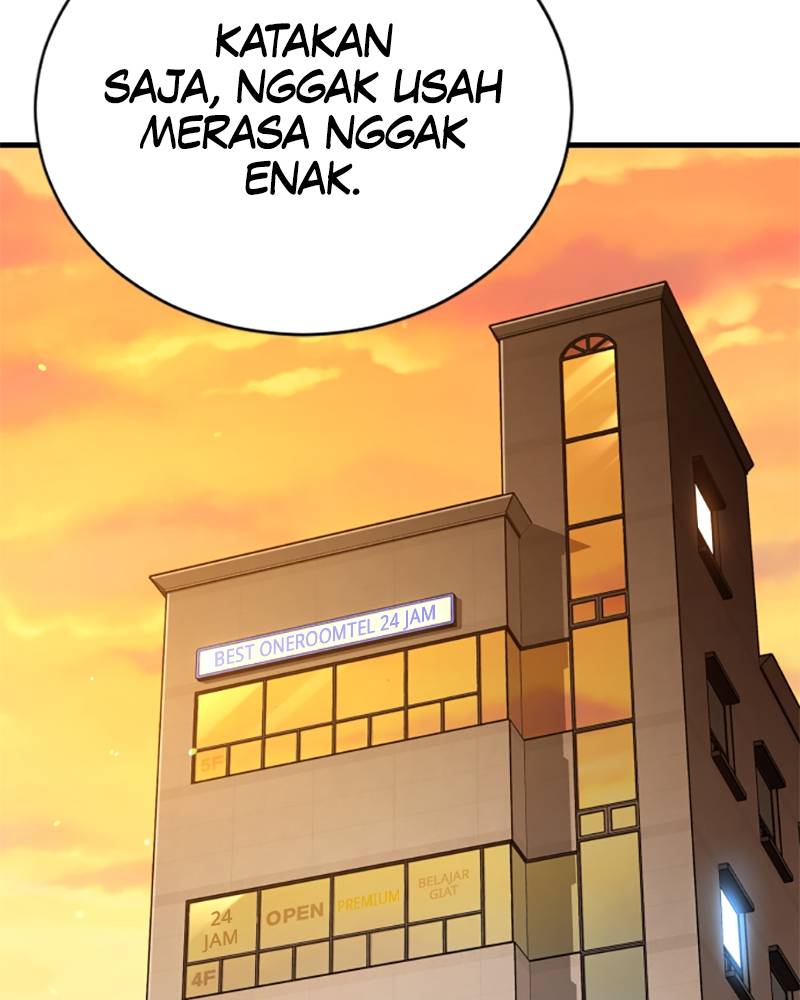 KATAKAN
SAJA, NGGAK USAH
MERASA NGGAK
ENAK.
BEST ONEROOMTEL 24 JAM
5F
24
JAM
OPEN
PREMIUM
BELAJAR
GIAT
4F